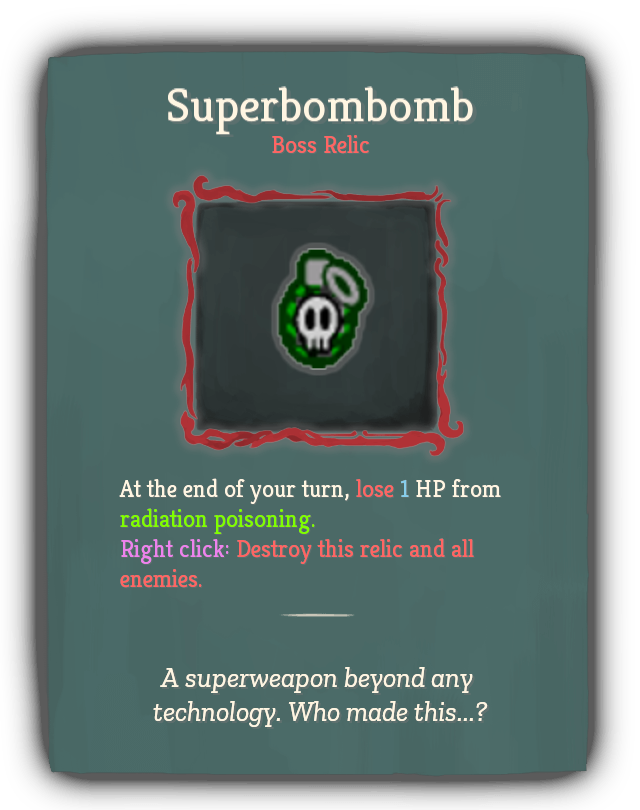 Superbombomb
Boss Relic
At the end of your turn, lose 1 HP from
radiation poisoning.
Right click: Destroy this relic and all
enemies.
A superweapon beyond any
technology. Who made this...?